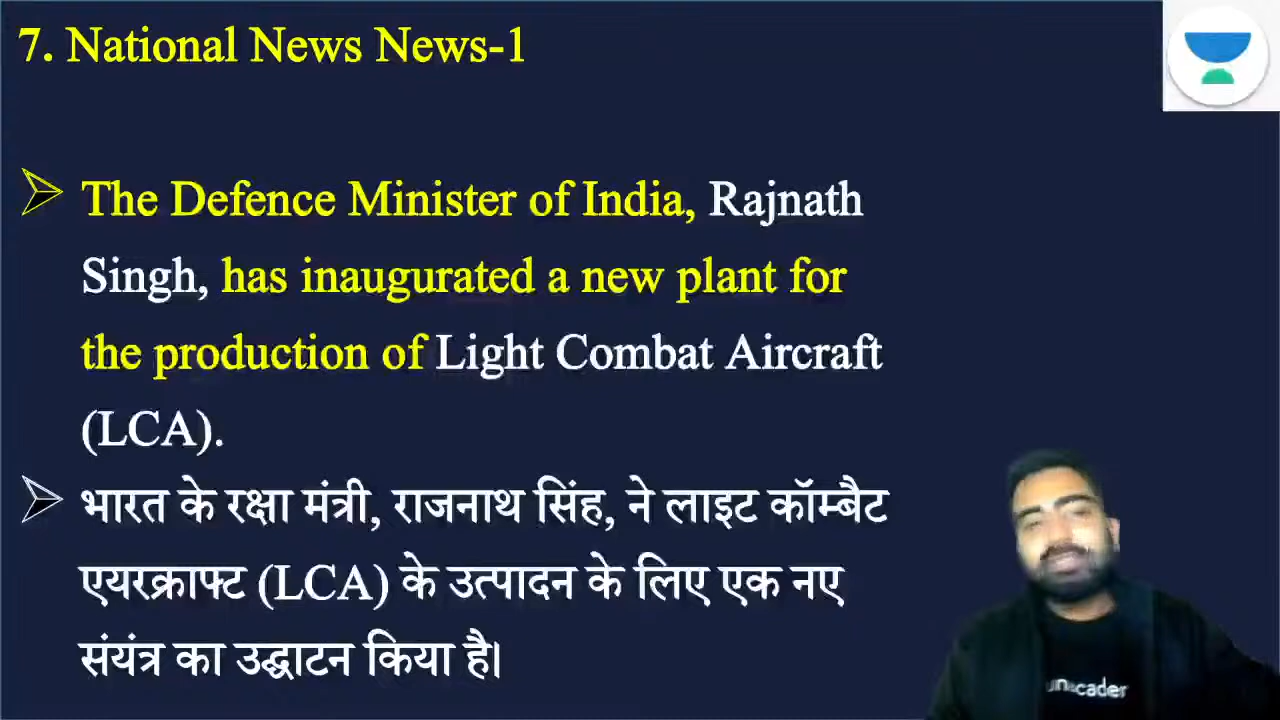 7. National News News-1
The Defence Minister of India, Rajnath
Singh, has inaugurated a new plant for
the production of Light Combat Aircraft
(LCA).
भारत के रक्षा मंत्री, राजनाथ सिंह, ने लाइट कॉम्बैट
एयरक्राफ्ट (LCA) के उत्पादन के लिए एक नए
संयंत्र का उद्घाटन किया है।